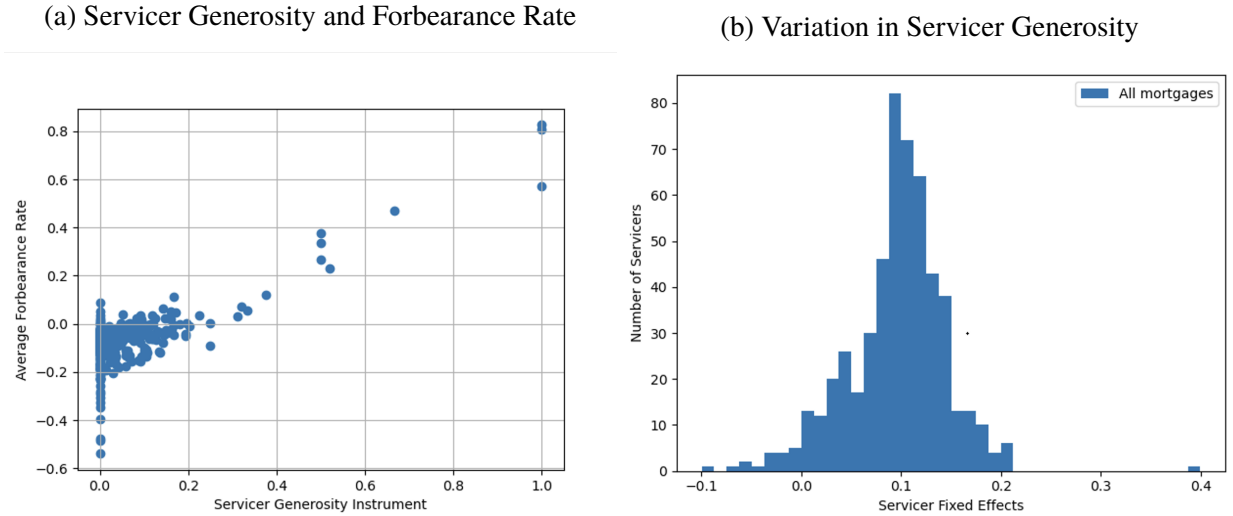 (a) Servicer Generosity and Forbearance Rate
0.8
0.6
0.4
0.2
0.0
−0.2
−0.4
−0.6
Average Forbearance Rate
0.0 0.2 0.4 0.6 0.8 1.0
Servicer Generosity Instrument
(b) Variation in Servicer Generosity
All mortgages
80
70
60
50
40
30
20
10
0
Number of Servicers
−0.1 0.0 0.1 0.2 0.3 0.4
Servicer Fixed Effects